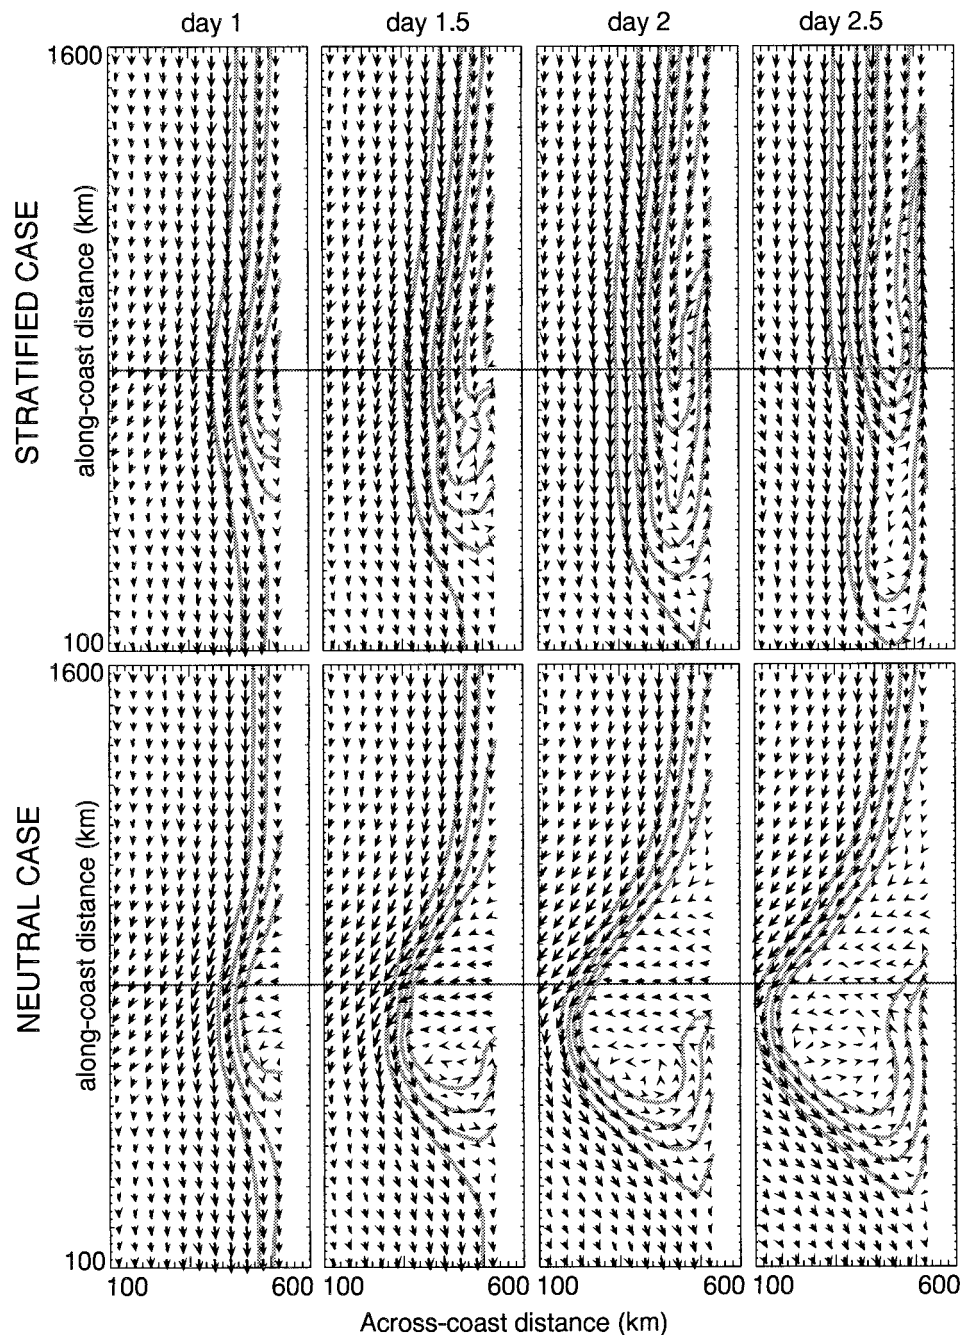 day 1
day 1.5
day 2
day 2.5
STRATIFIED CASE
along-coast distance (km)
1600
100
NEUTRAL CASE
along-coast distance (km)
1600
100
100
600
100
600
100
600
100
600
Across-coast distance (km)